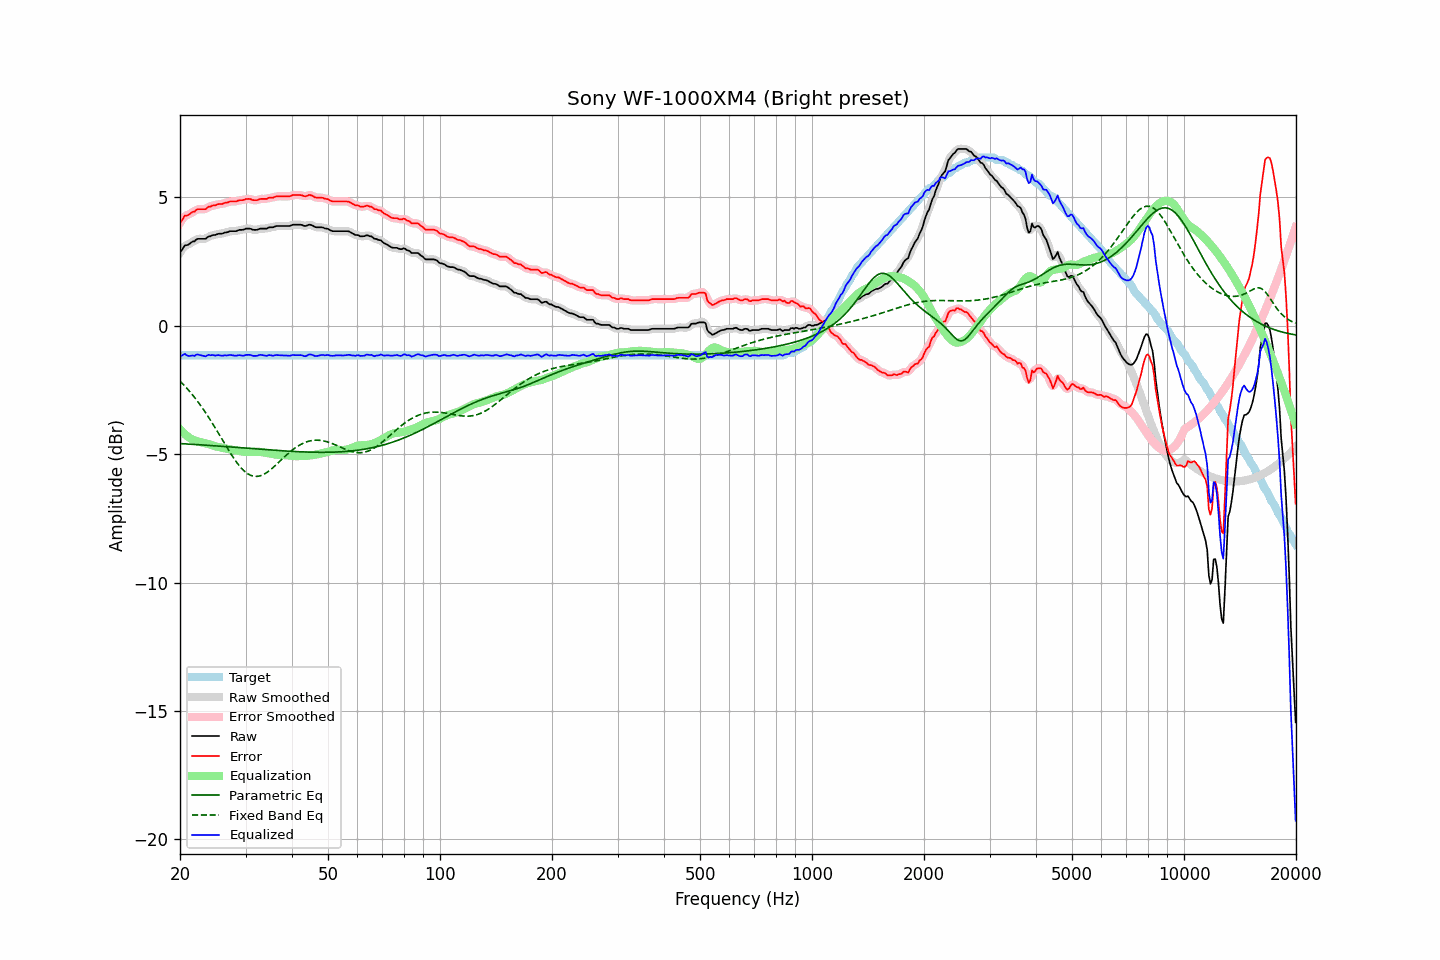 Sony WF-1000XM4 (Bright preset)
Amplitude (dBr)
5
0
−5
−10
−15
−20
Target
Raw Smoothed
Error Smoothed
Raw
Error
Equalization
Parametric Eq
Fixed Band Eq
Equalized
20
50
100
200
500
1000
2000
5000
10000
20000
Frequency (Hz)